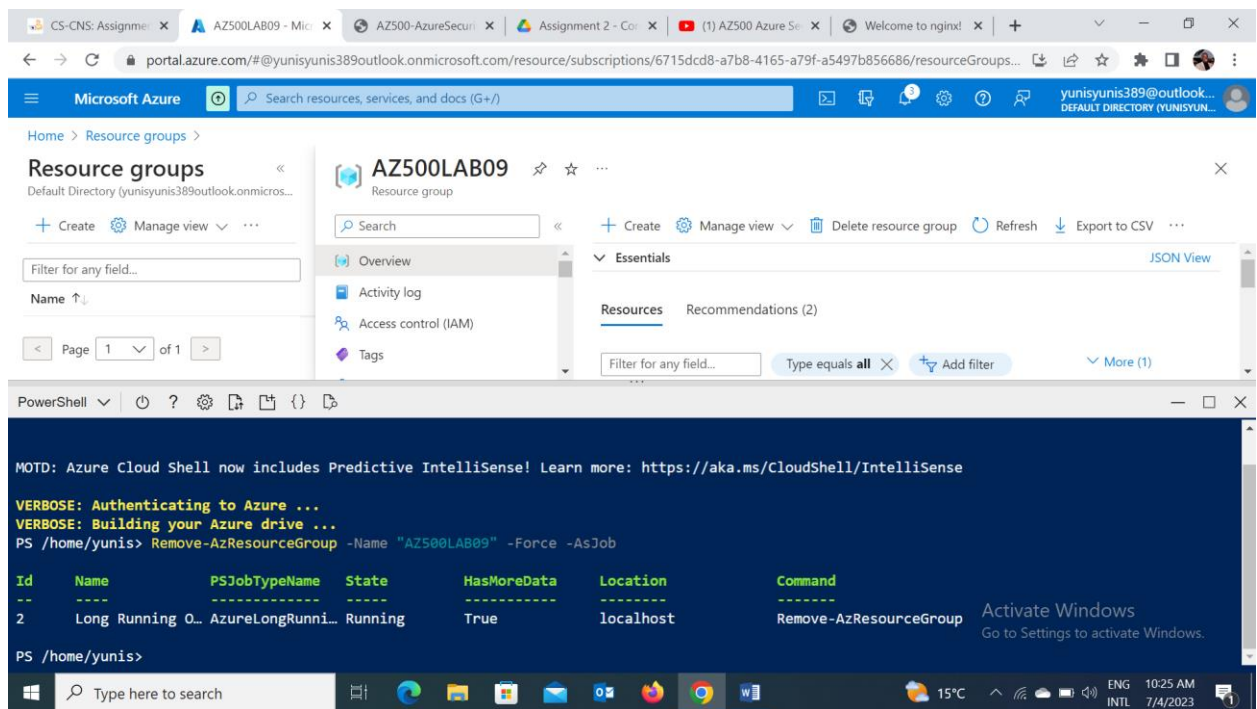 CS-CNS: Assignmen
AZ500LAB09 - Micr
AZ500-AzureSecuri
Assignment 2 - Con
(1) AZ500 Azure Se
Welcome to nginx!
portal.azure.com/#@yunisyunis389outlook.onmicrosoft.com/resource/subscriptions/6715dcd8-a7b8-4165-a79f-a5497b856686/resourceGroups...
Microsoft Azure
Search resources, services, and docs (G+/)
3
yunisyunis389@outlook...
DEFAULT DIRECTORY (YUNISYUN...
Home > Resource groups >
Resource groups
Default Directory (yunisyunis389outlook.onmicros...
+ Create Manage view ...
Filter for any field...
Name ↑↓
< Page 1 of 1 >
AZ500LAB09
Resource group
Search
Overview
Activity log
Access control (IAM)
Tags
+ Create Manage view Delete resource group Refresh Export to CSV ...
Essentials
JSON View
Resources Recommendations (2)
Filter for any field... Type equals all Add filter More (1)
PowerShell
MOTD: Azure Cloud Shell now includes Predictive IntelliSense! Learn more: https://aka.ms/CloudShell/IntelliSense
VERBOSE: Authenticating to Azure ...
VERBOSE: Building your Azure drive ...
PS /home/yunis> Remove-AzResourceGroup -Name "AZ500LAB09" -Force -AsJob
Id Name PSJobTypeName State HasMoreData Location Command
-- ---- ------------- ----- ----------- -------- -------
2 Long Running O… AzureLongRunni… Running True localhost Remove-AzResourceGroup
PS /home/yunis>
Activate Windows
Go to Settings to activate Windows.
Type here to search
15°C
ENG
INTL
10:25 AM
7/4/2023
1